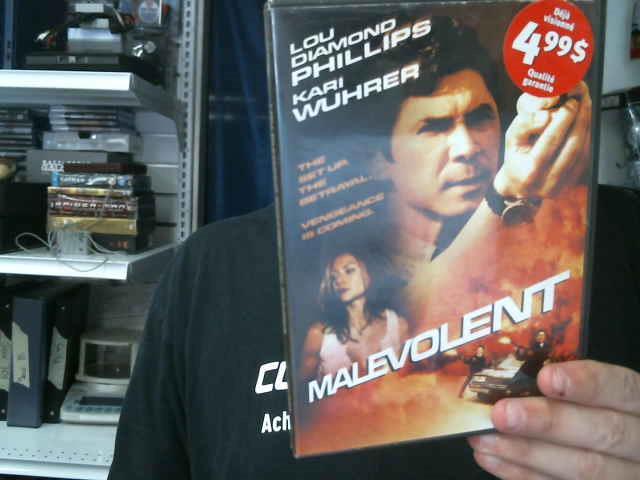 LOU
DIAMOND
PHILLIPS
KARI
WUHRER
Déjà
visionné
4.99$
Qualité
garantie
THE
SET UP.
THE
BETRAYAL.
VENGEANCE
IS COMING.
MALEVOLENT
Ach